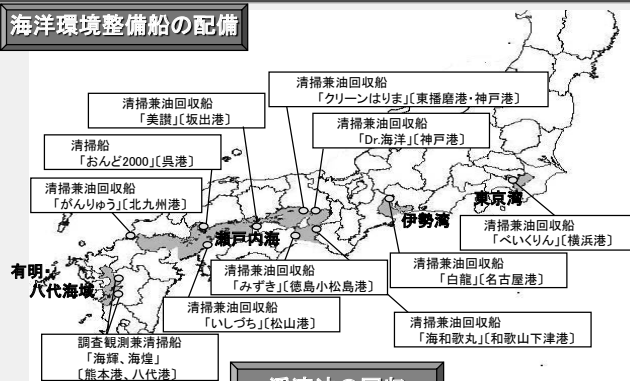 海洋環境整備船の配備
清掃兼油回収船
「クリーンはりま」〔東播磨港・神戸港〕
清掃兼油回収船
「美讃」〔坂出港〕
清掃兼油回収船
「Dr.海洋」〔神戸港〕
清掃船
「おんど2000」〔呉港〕
清掃兼油回収船
「がんりゅう」〔北九州港〕
東京湾
伊勢湾
瀬戸内海
清掃兼油回収船
「べいくりん」〔横浜港〕
有明・
八代海域
清掃兼油回収船
「みずき」〔徳島小松島港〕
清掃兼油回収船
「白龍」〔名古屋港〕
清掃兼油回収船
「いしづち」〔松山港〕
清掃兼油回収船
「海和歌丸」〔和歌山下津港〕
調査観測兼清掃船
「海輝、海煌」
〔熊本港、八代港〕